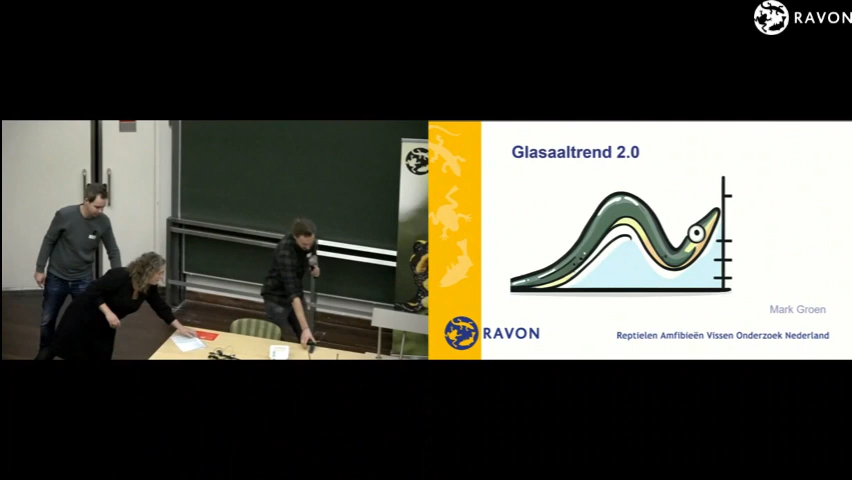 RAVON
Glasaaltrend 2.0
Mark Groen
RAVON
Reptielen Amfibieën Vissen Onderzoek Nederland